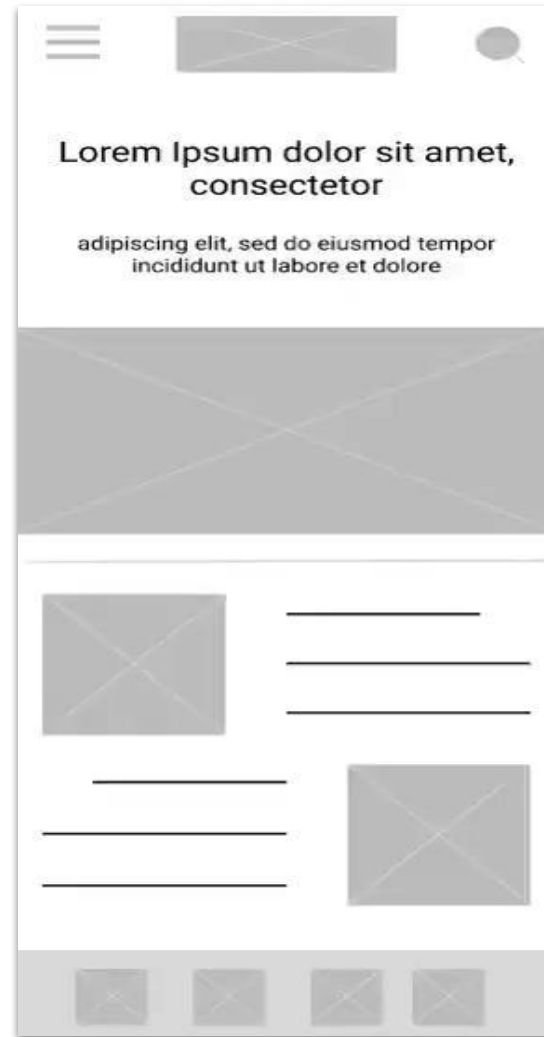 Lorem Ipsum dolor sit amet,
consectetor
adipiscing elit, sed do eiusmod tempor
incididunt ut labore et dolore